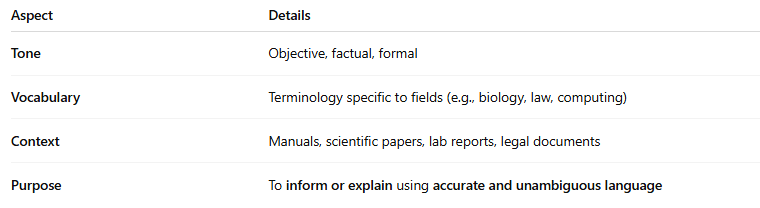 Aspect Details
Tone Objective, factual, formal
Vocabulary Terminology specific to fields (e.g., biology, law, computing)
Context Manuals, scientific papers, lab reports, legal documents
Purpose To inform or explain using accurate and unambiguous language